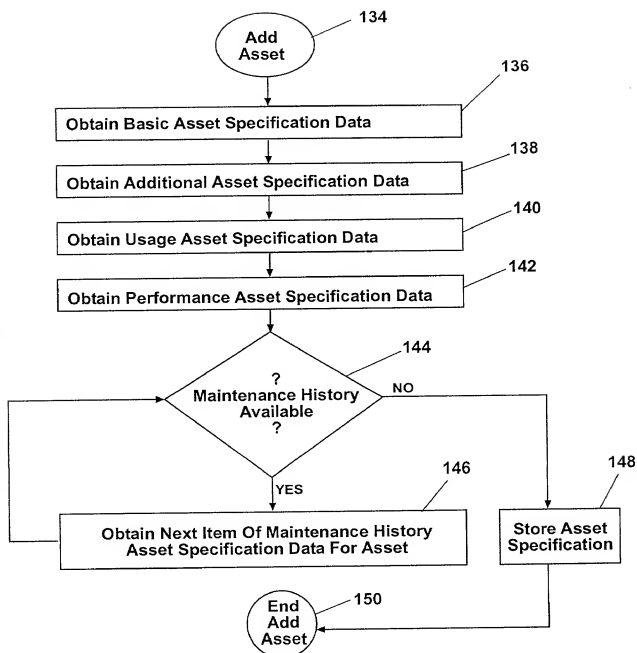 134
Add
Asset
136
Obtain Basic Asset Specification Data
138
Obtain Additional Asset Specification Data
140
Obtain Usage Asset Specification Data
142
Obtain Performance Asset Specification Data
144
?
Maintenance History
Available
?
NO
YES
146
Obtain Next Item Of Maintenance History
Asset Specification Data For Asset
148
Store Asset
Specification
End
Add
Asset
150